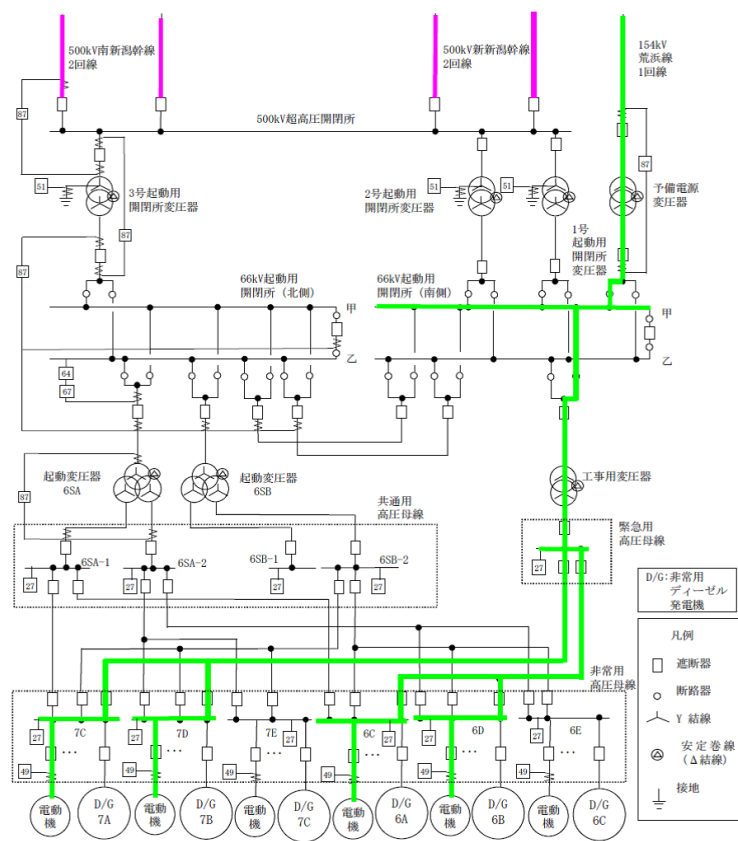 500kV南新潟幹線
2回線
500kV新新潟幹線
2回線
154kV
荒浜線
1回線
87
500kV超高圧開閉所
87
51
3号起動用
開閉所変圧器
51
2号起動用
開閉所変圧器
51
予備電源
変圧器
1号
起動用
開閉所
変圧器
87
87
66kV起動用
開閉所(北側)
甲
乙
66kV起動用
開閉所(南側)
甲
乙
64
67
起動変圧器
6SA
起動変圧器
6SB
工事用変圧器
87
共通用
高圧母線
緊急用
高圧母線
6SA-1
6SA-2
6SB-1
6SB-2
27
27
27
27
27
D/G:非常用
ディーゼル
発電機
凡例
遮断器
断路器
Y 結線
安定巻線
(Δ結線)
接地
非常用
高圧母線
7C
7D
7E
6C
6D
6E
27
27
27
27
27
27
…
…
…
…
…
…
49
49
49
49
49
49
電動
機
D/G
7A
電動
機
D/G
7B
電動
機
D/G
7C
電動
機
D/G
6A
電動
機
D/G
6B
電動
機
D/G
6C